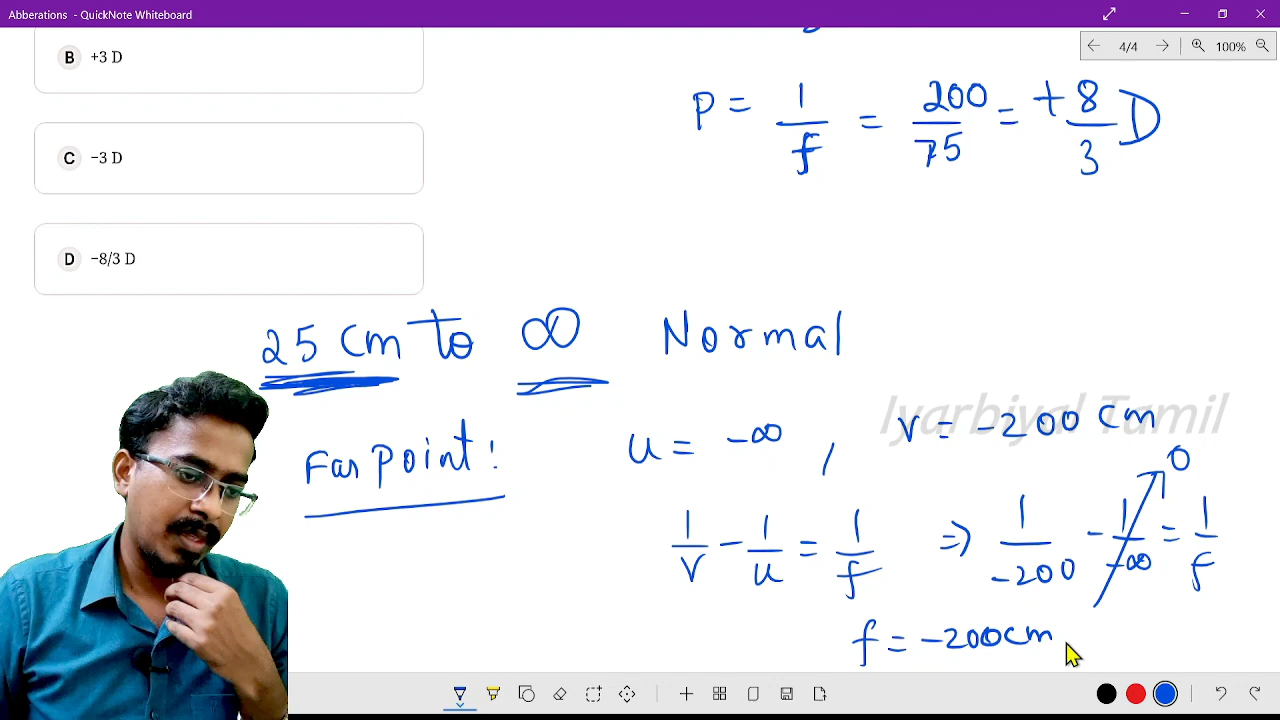 Abberations - QuickNote Whiteboard
4/4
100%
B +3 D
P = 1/f = 200/75 = +8/3 D
C −3 D
D −8/3 D
25 cm to ∞ Normal
Far Point :
u = -∞ , v = -200 cm
Iyarbiyal Tamil
1/v - 1/u = 1/f ⇒ 1/-200 - 1/-∞ = 1/f
0
f = -200cm